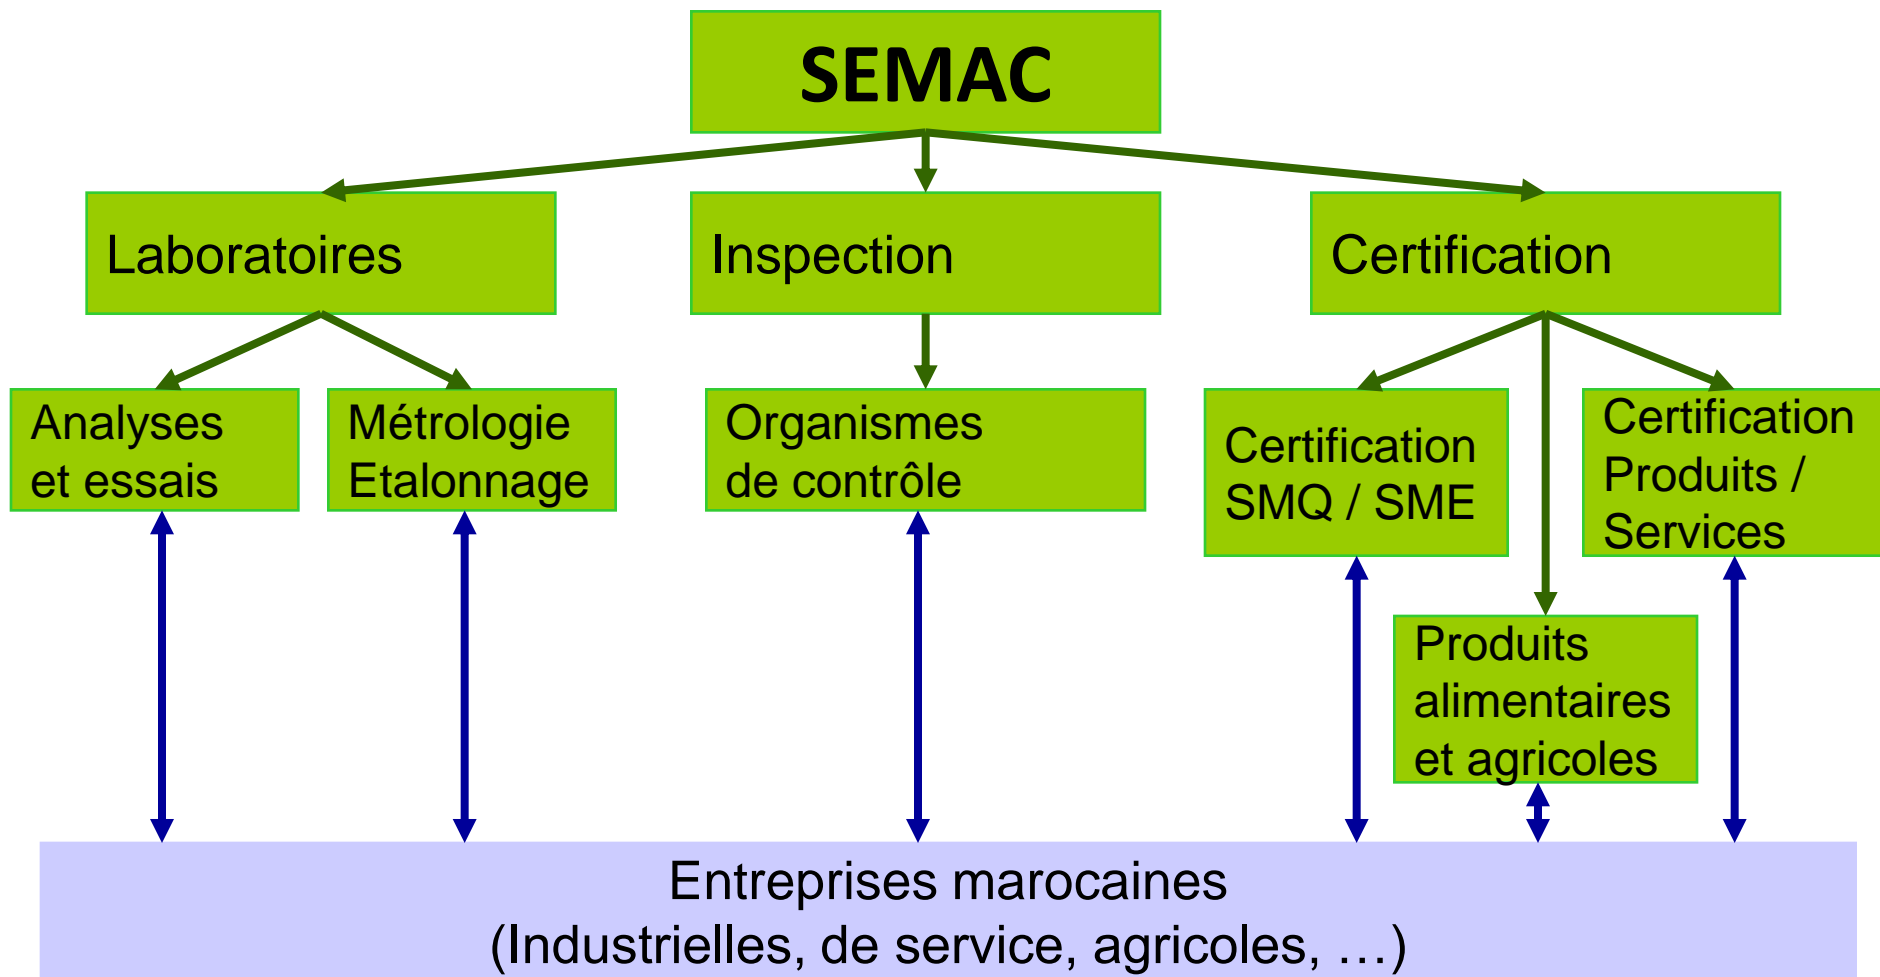 SEMAC
Laboratoires
Inspection
Certification
Analyses
et essais
Métrologie
Etalonnage
Organismes
de contrôle
Certification
SMQ / SME
Certification
Produits /
Services
Produits
alimentaires
et agricoles
Entreprises marocaines
(Industrielles, de service, agricoles, …)